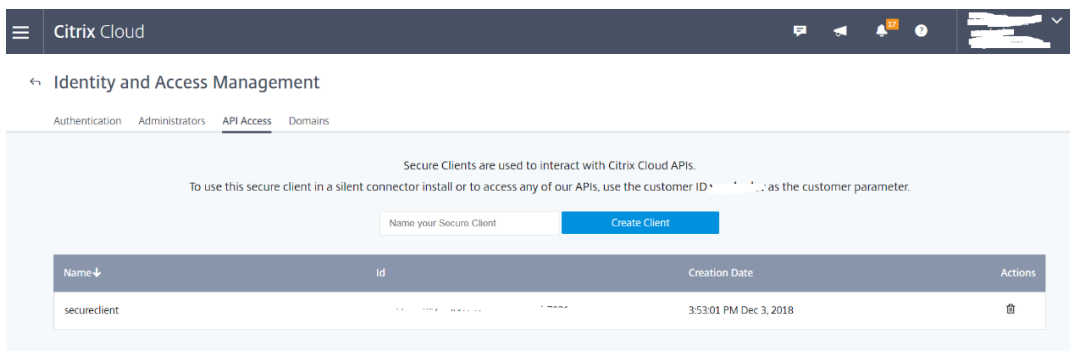 Citrix Cloud
17
?
Identity and Access Management
Authentication Administrators API Access Domains
Secure Clients are used to interact with Citrix Cloud APIs.
To use this secure client in a silent connector install or to access any of our APIs, use the customer ID as the customer parameter.
Name your Secure Client Create Client
Name Id Creation Date Actions
secureclient 3:53:01 PM Dec 3, 2018